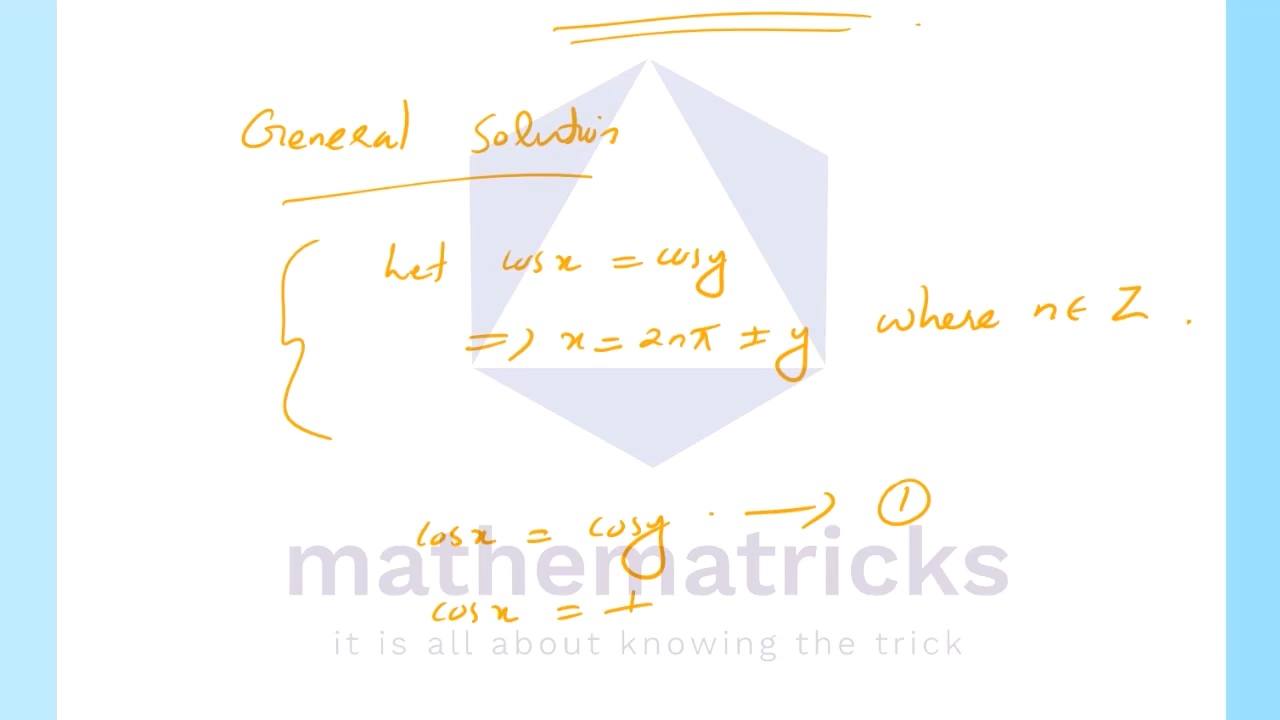 General Solution
Let cos x = cos y
=> x = 2nπ ± y where n ∈ Z .
cos x = cos y . → ①
mathematricks
cos x = +
it is all about knowing the trick